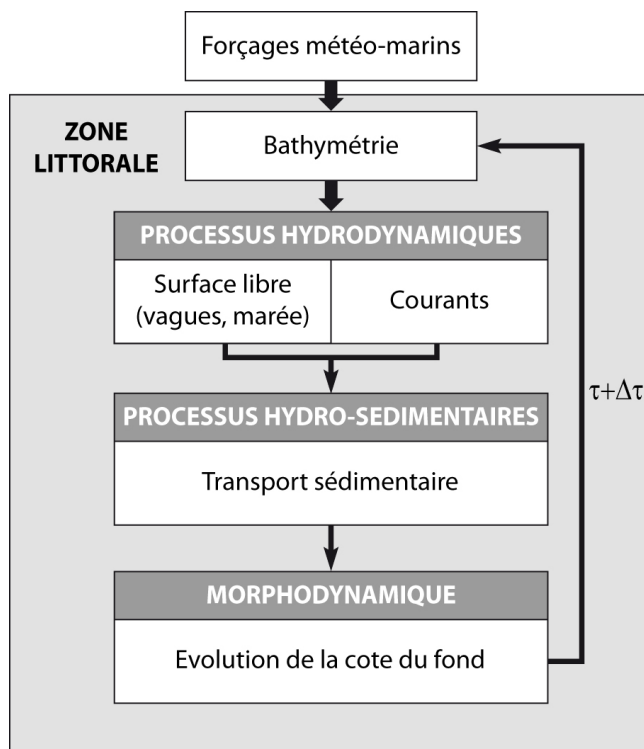 Forçages météo-marins
ZONE
LITTORALE
Bathymétrie
PROCESSUS HYDRODYNAMIQUES
Surface libre
(vagues, marée)
Courants
PROCESSUS HYDRO-SEDIMENTAIRES
Transport sédimentaire
τ+Δτ
MORPHODYNAMIQUE
Evolution de la cote du fond